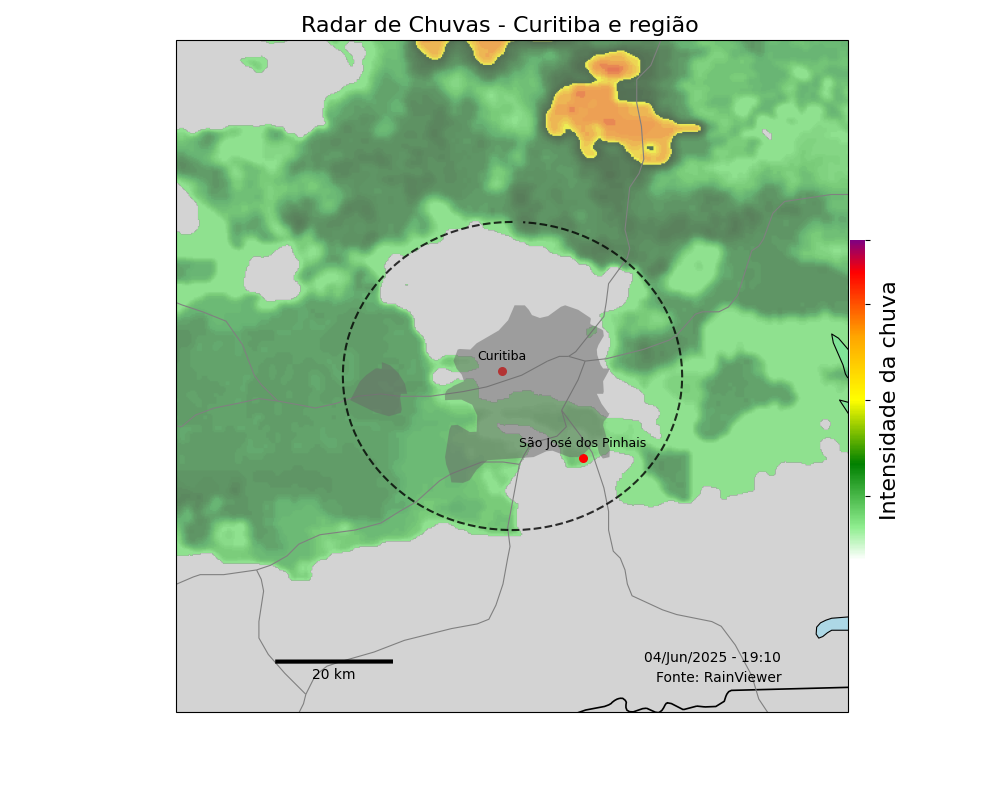 Radar de Chuvas - Curitiba e região
Curitiba
São José dos Pinhais
Intensidade da chuva
04/Jun/2025 - 19:10
Fonte: RainViewer
20 km